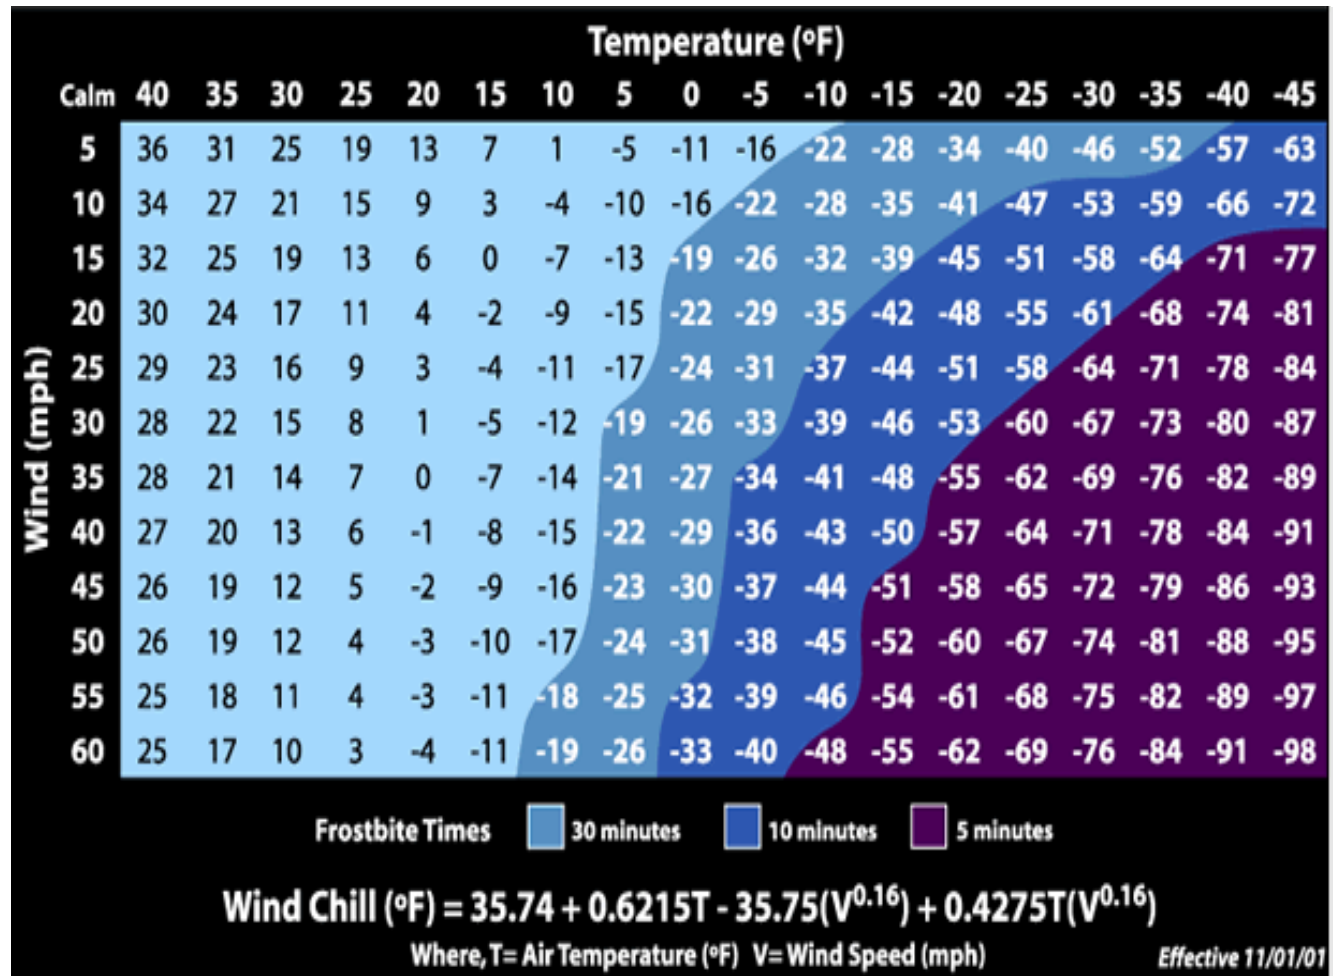 Temperature (ºF)
Calm 40 35 30 25 20 15 10 5 0 -5 -10 -15 -20 -25 -30 -35 -40 -45
5 36 31 25 19 13 7 1 -5 -11 -16 -22 -28 -34 -40 -46 -52 -57 -63
10 34 27 21 15 9 3 -4 -10 -16 -22 -28 -35 -41 -47 -53 -59 -66 -72
15 32 25 19 13 6 0 -7 -13 -19 -26 -32 -39 -45 -51 -58 -64 -71 -77
20 30 24 17 11 4 -2 -9 -15 -22 -29 -35 -42 -48 -55 -61 -68 -74 -81
25 29 23 16 9 3 -4 -11 -17 -24 -31 -37 -44 -51 -58 -64 -71 -78 -84
30 28 22 15 8 1 -5 -12 -19 -26 -33 -39 -46 -53 -60 -67 -73 -80 -87
35 28 21 14 7 0 -7 -14 -21 -27 -34 -41 -48 -55 -62 -69 -76 -82 -89
40 27 20 13 6 -1 -8 -15 -22 -29 -36 -43 -50 -57 -64 -71 -78 -84 -91
45 26 19 12 5 -2 -9 -16 -23 -30 -37 -44 -51 -58 -65 -72 -79 -86 -93
50 26 19 12 4 -3 -10 -17 -24 -31 -38 -45 -52 -60 -67 -74 -81 -88 -95
55 25 18 11 4 -3 -11 -18 -25 -32 -39 -46 -54 -61 -68 -75 -82 -89 -97
60 25 17 10 3 -4 -11 -19 -26 -33 -40 -48 -55 -62 -69 -76 -84 -91 -98
Wind (mph)
Frostbite Times 30 minutes 10 minutes 5 minutes
Wind Chill (ºF) = 35.74 + 0.6215T - 35.75(V^0.16) + 0.4275T(V^0.16)
Where, T= Air Temperature (ºF) V= Wind Speed (mph)
Effective 11/01/01